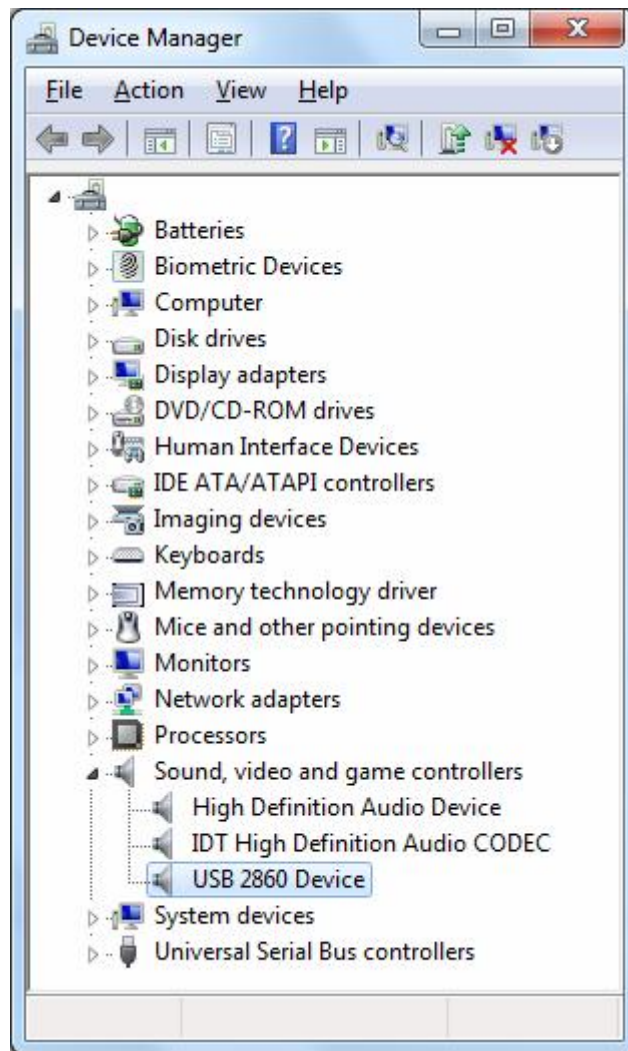 Device Manager
File Action View Help
Batteries
Biometric Devices
Computer
Disk drives
Display adapters
DVD/CD-ROM drives
Human Interface Devices
IDE ATA/ATAPI controllers
Imaging devices
Keyboards
Memory technology driver
Mice and other pointing devices
Monitors
Network adapters
Processors
Sound, video and game controllers
High Definition Audio Device
IDT High Definition Audio CODEC
USB 2860 Device
System devices
Universal Serial Bus controllers